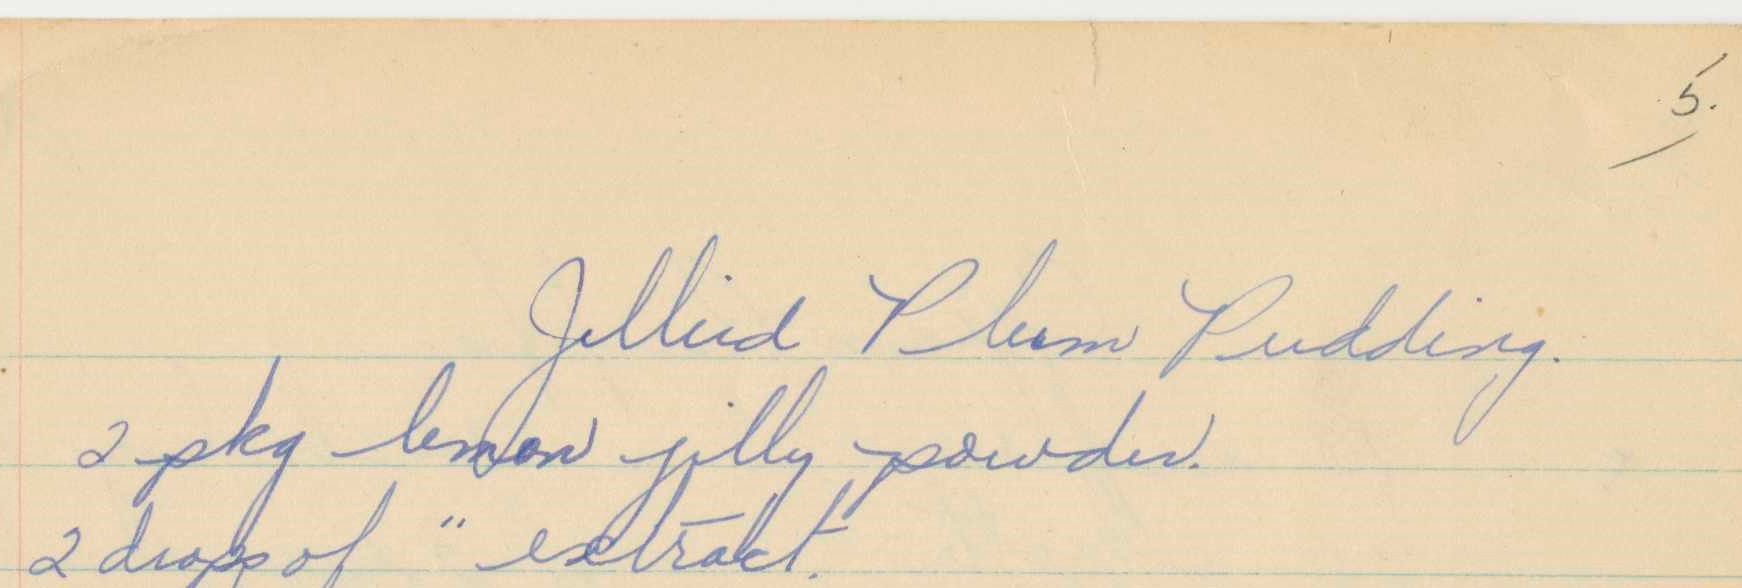 5.
Jellied Plum Pudding.
2 pkg lemon jelly powder.
2 drops of " extract.